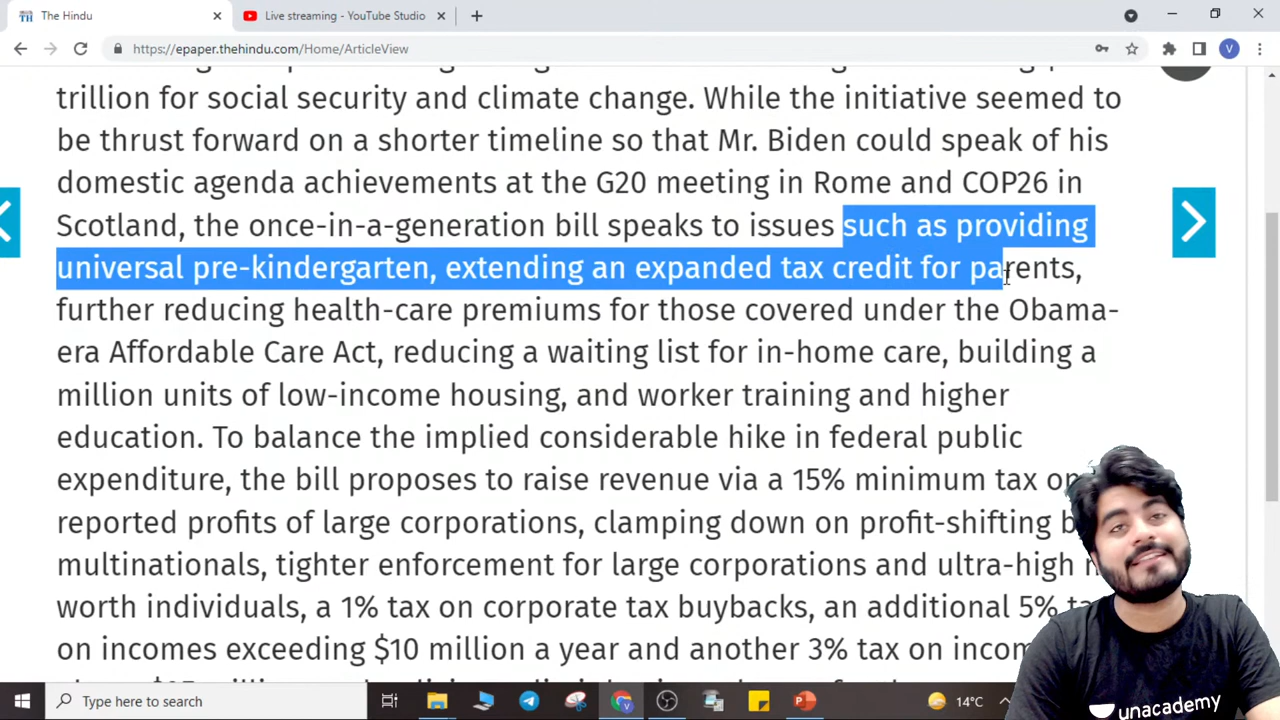 The Hindu
Live streaming - YouTube Studio
https://epaper.thehindu.com/Home/ArticleView
V
trillion for social security and climate change. While the initiative seemed to
be thrust forward on a shorter timeline so that Mr. Biden could speak of his
domestic agenda achievements at the G20 meeting in Rome and COP26 in
Scotland, the once-in-a-generation bill speaks to issues such as providing
universal pre-kindergarten, extending an expanded tax credit for parents,
further reducing health-care premiums for those covered under the Obama-
era Affordable Care Act, reducing a waiting list for in-home care, building a
million units of low-income housing, and worker training and higher
education. To balance the implied considerable hike in federal public
expenditure, the bill proposes to raise revenue via a 15% minimum tax on
reported profits of large corporations, clamping down on profit-shifting
multinationals, tighter enforcement for large corporations and ultra-high
worth individuals, a 1% tax on corporate tax buybacks, an additional 5%
on incomes exceeding $10 million a year and another 3% tax on
unacademy
Type here to search
14°C